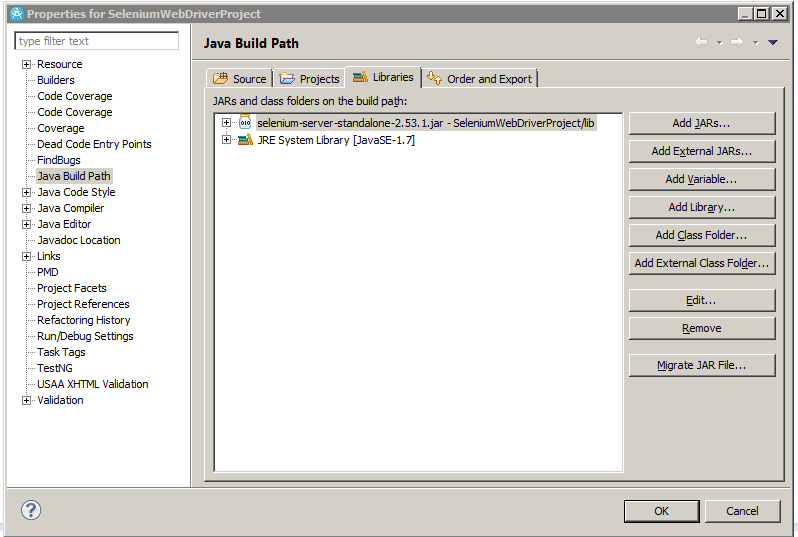 Properties for SeleniumWebDriverProject
type filter text
Resource
Builders
Code Coverage
Code Coverage
Coverage
Dead Code Entry Points
FindBugs
Java Build Path
Java Code Style
Java Compiler
Java Editor
Javadoc Location
Links
PMD
Project Facets
Project References
Refactoring History
Run/Debug Settings
Task Tags
TestNG
USAA XHTML Validation
Validation
Java Build Path
Source
Projects
Libraries
Order and Export
JARs and class folders on the build path:
selenium-server-standalone-2.53.1.jar - SeleniumWebDriverProject/lib
JRE System Library [JavaSE-1.7]
Add JARs...
Add External JARs...
Add Variable...
Add Library...
Add Class Folder...
Add External Class Folder...
Edit...
Remove
Migrate JAR File...
OK
Cancel